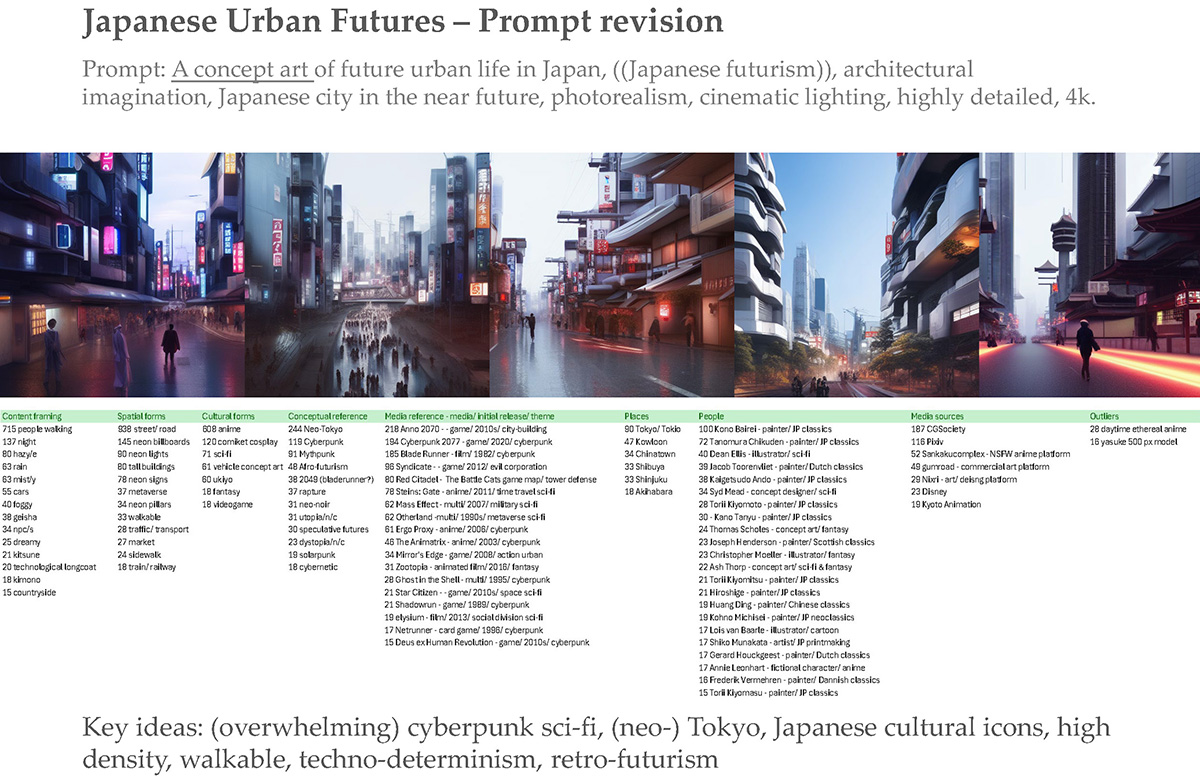 Japanese Urban Futures – Prompt revision
Prompt: A concept art of future urban life in Japan, ((Japanese futurism)), architectural
imagination, Japanese city in the near future, photorealism, cinematic lighting, highly detailed, 4k.
Content framing
715 people walking
137 night
80 hazy/e
63 rain
63 mist/y
55 cars
40 foggy
38 geisha
34 npc/s
25 dreamy
21 kitsune
20 technological longcoat
18 kimono
15 countryside
Spatial forms
938 street/ road
145 neon billboards
90 neon lights
80 tall buildings
78 neon signs
37 metaverse
34 neon pillars
33 walkable
28 traffic/ transport
27 market
24 sidewalk
18 train/ railway
Cultural forms
608 anime
120 comiket cosplay
71 sci-fi
61 vehicle concept art
60 ukiyo
18 fantasy
18 videogame
Conceptual reference
244 Neo-Tokyo
119 Cyberpunk
91 Mythpunk
48 Afro-futurism
38 2049 (bladerunner?)
37 rapture
31 neo-noir
31 utopia/n/c
30 speculative futures
23 dystopia/n/c
19 solarpunk
18 cybernetic
Media reference - media/ initial release/ theme
218 Anno 2070 - - game/ 2010s/ city-building
194 Cyberpunk 2077 - game/ 2020/ cyberpunk
185 Blade Runner - film/ 1982/ cyberpunk
96 Syndicate - - game/ 2012/ evil corporation
80 Red Citadel - The Battle Cats game map/ tower defense
78 Steins; Gate - anime/ 2011/ time travel sci-fi
62 Mass Effect - multi/ 2007/ military sci-fi
62 Otherland -multi/ 1990s/ metaverse sci-fi
61 Ergo Proxy - anime/ 2006/ cyberpunk
46 The Animatrix - anime/ 2003/ cyberpunk
34 Mirror's Edge - game/ 2008/ action urban
31 Zootopia - animated film/ 2016/ fantasy
28 Ghost in the Shell - multi/ 1995/ cyberpunk
21 Star Citizen - - game/ 2010s/ space sci-fi
21 Shadowrun - game/ 1989/ cyberpunk
19 elysium - film/ 2013/ social division sci-fi
17 Netrunner - card game/ 1996/ cyberpunk
15 Deus ex Human Revolution - game/ 2010s/ cyberpunk
Places
90 Tokyo/ Tokio
47 Kowloon
34 Chinatown
33 Shibuya
33 Shinjuku
18 Akihabara
People
100 Kono Bairei - painter/ JP classics
72 Tanomura Chikuden - painter/ JP classics
40 Dean Ellis - illustrator/ sci-fi
39 Jacob Toorenvliet - painter/ Dutch classics
38 Kaigetsudo Ando - painter/ JP classics
34 Syd Mead - concept designer/ sci-fi
28 Torii Kiyomoto - painter/ JP classics
30 - Kano Tanyu - painter/ JP classics
24 Thomas Scholes - concept art/ fantasy
23 Joseph Henderson - painter/ Scottish classics
23 Christopher Moeller - illustrator/ fantasy
22 Ash Thorp - concept art/ sci-fi & fantasy
21 Torii Kiyomitsu - painter/ JP classics
21 Hiroshige - painter/ JP classics
19 Huang Ding - painter/ Chinese classics
19 Kohno Michisei - painter/ JP neoclassics
17 Lois van Baarle - illustrator/ cartoon
17 Shiko Munakata - artist/ JP printmaking
17 Gerard Houckgeest - painter/ Dutch classics
17 Annie Leonhart - fictional character/ anime
16 Frederik Vermehren - painter/ Dannish classics
15 Torii Kiyomasu - painter/ JP classics
Media sources
187 CGSociety
116 Pixiv
52 Sankakucomplex - NSFW anime platform
49 gumroad - commercial art platform
29 Nixri - art/ deisng platform
23 Disney
19 Kyoto Animation
Outliers
28 daytime ethereal anime
16 yasuke 500 px model
Key ideas: (overwhelming) cyberpunk sci-fi, (neo-) Tokyo, Japanese cultural icons, high
density, walkable, techno-determinism, retro-futurism